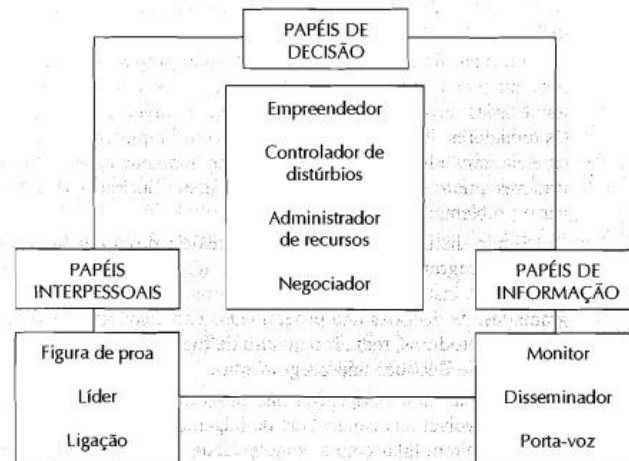 PAPÉIS DE
DECISÃO
Empreendedor
Controlador de
distúrbios
Administrador
de recursos
Negociador
PAPÉIS
INTERPESSOAIS
PAPÉIS DE
INFORMAÇÃO
Figura de proa
Líder
Ligação
Monitor
Disseminador
Porta-voz